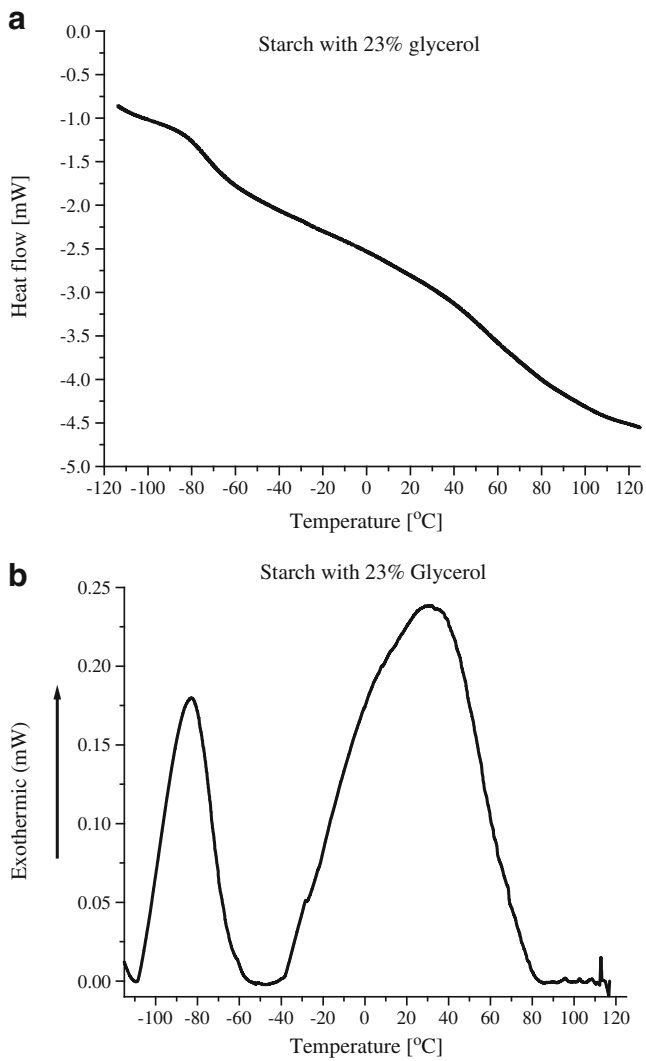 a
Starch with 23% glycerol
0.0
-0.5
-1.0
-1.5
-2.0
-2.5
-3.0
-3.5
-4.0
-4.5
-5.0
Heat flow [mW]
-120 -100 -80 -60 -40 -20 0 20 40 60 80 100 120
Temperature [°C]
b
Starch with 23% Glycerol
0.25
0.20
0.15
0.10
0.05
0.00
Exothermic (mW)
-100 -80 -60 -40 -20 0 20 40 60 80 100 120
Temperature [°C]